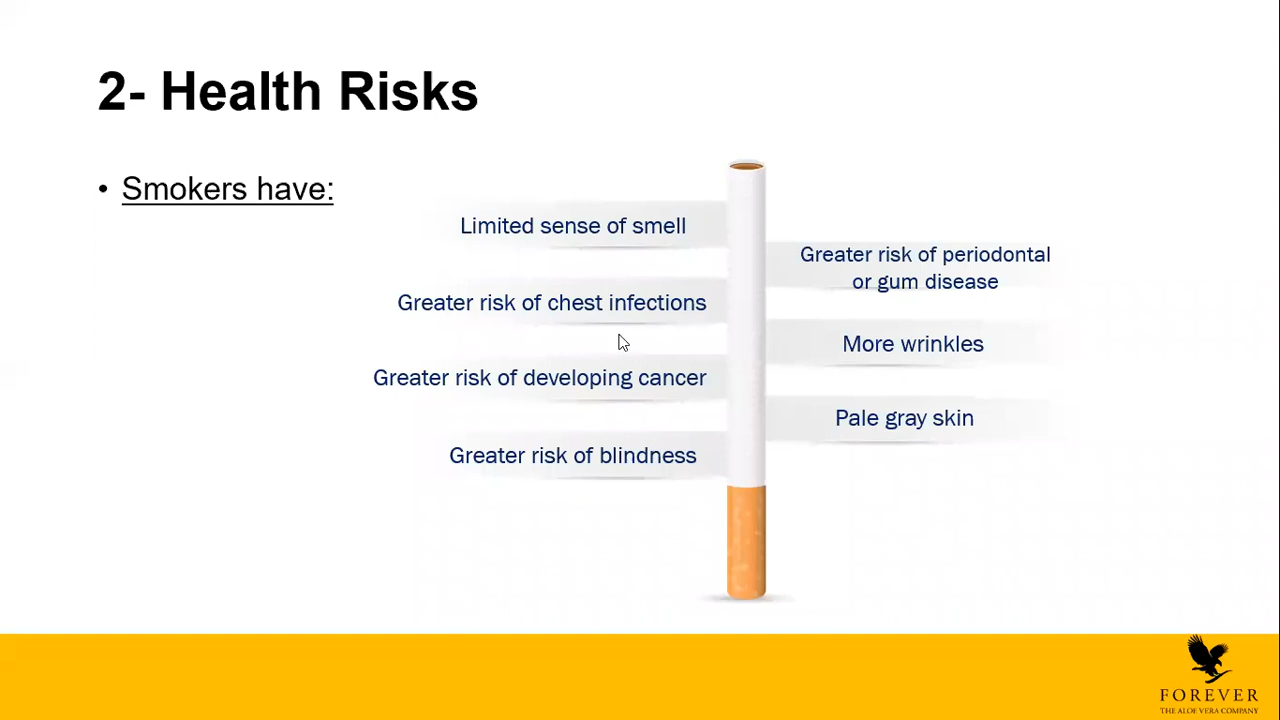 2- Health Risks
• Smokers have:
Limited sense of smell
Greater risk of periodontal
or gum disease
Greater risk of chest infections
More wrinkles
Greater risk of developing cancer
Pale gray skin
Greater risk of blindness
FOREVER
THE ALOE VERA COMPANY